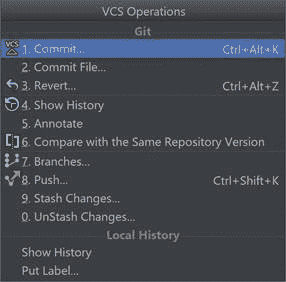 VCS Operations
Git
VCS 1. Commit... Ctrl+Alt+K
2. Commit File...
3. Revert... Ctrl+Alt+Z
4. Show History
5. Annotate
6. Compare with the Same Repository Version
7. Branches...
8. Push... Ctrl+Shift+K
9. Stash Changes...
0. UnStash Changes...
Local History
Show History
Put Label...